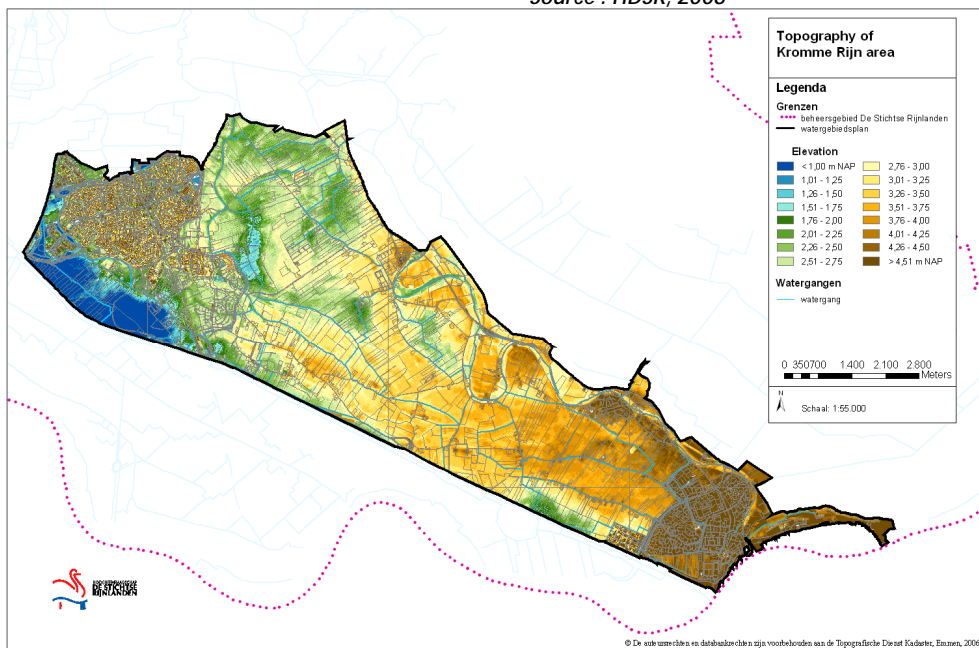 source : HDSR, 2006
Topography of
Kromme Rijn area
Legenda
Grenzen
beheersgebied De Stichtse Rijnlanden
watergebiedsplan
Elevation
< 1,00 m NAP
1,01 - 1,25
1,26 - 1,50
1,51 - 1,75
1,76 - 2,00
2,01 - 2,25
2,26 - 2,50
2,51 - 2,75
2,76 - 3,00
3,01 - 3,25
3,26 - 3,50
3,51 - 3,75
3,76 - 4,00
4,01 - 4,25
4,26 - 4,50
> 4,51 m NAP
Watergangen
watergang
0 350700 1.400 2.100 2.800
Meters
N
Schaal: 1:55.000
DE STICHTSE
RIJNLANDEN
© De auteursrechten en databankrechten zijn voorbehouden aan de Topografische Dienst Kadaster, Emmen, 2006